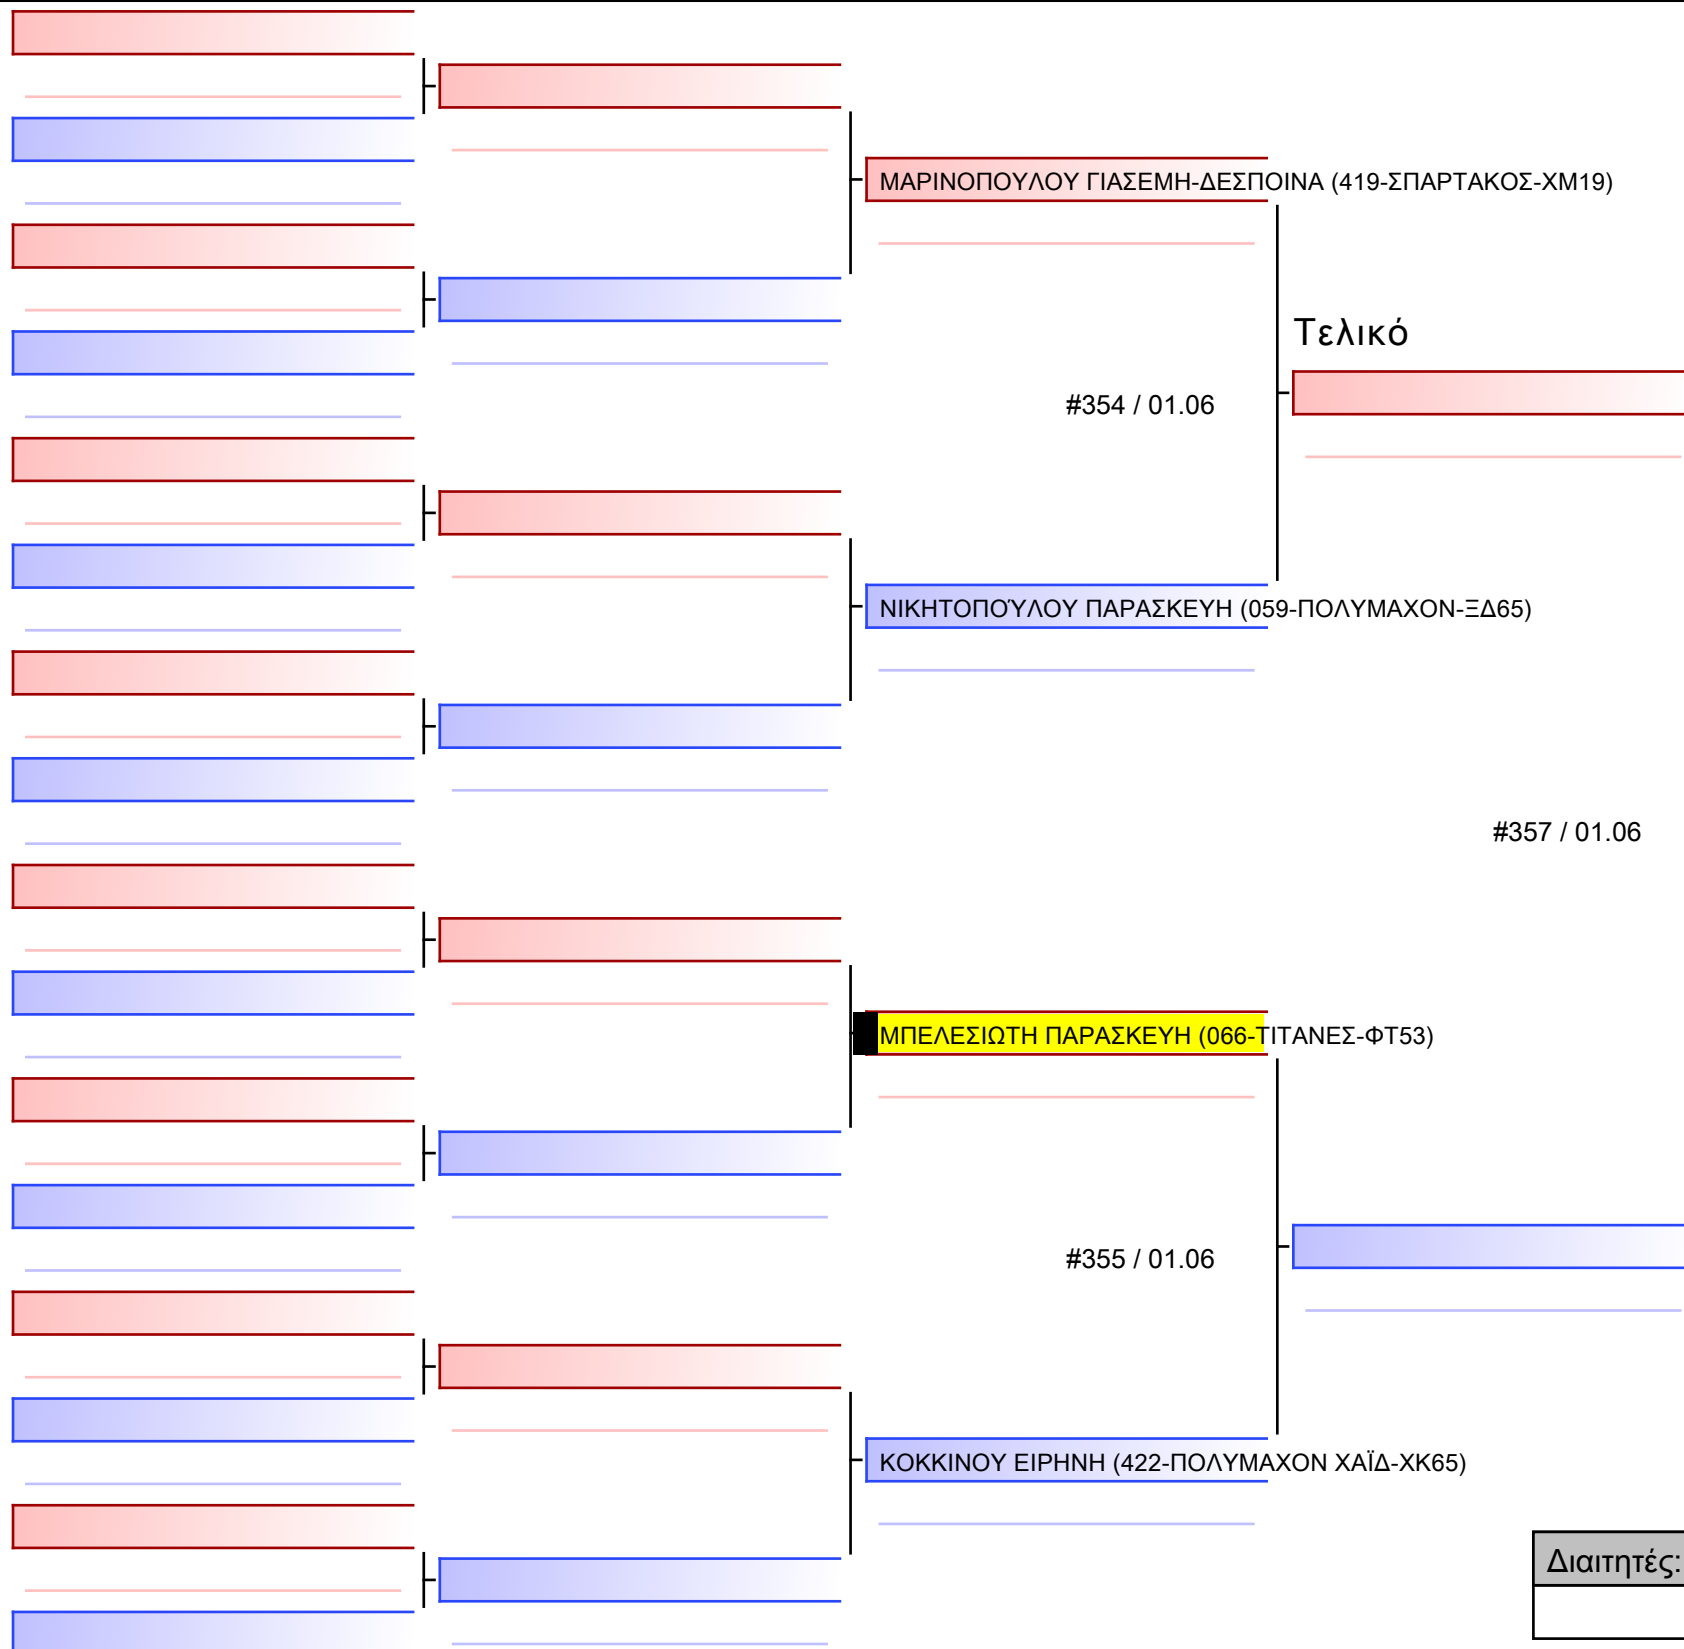 ΜΑΡΙΝΟΠΟΥΛΟΥ ΓΙΑΣΕΜΗ-ΔΕΣΠΟΙΝΑ (419-ΣΠΑΡΤΑΚΟΣ-ΧΜ19)
Τελικό
#354 / 01.06
ΝΙΚΗΤΟΠΟΎΛΟΥ ΠΑΡΑΣΚΕΥΗ (059-ΠΟΛΥΜΑΧΟΝ-ΞΔ65)
#357 / 01.06
ΜΠΕΛΕΣΙΩΤΗ ΠΑΡΑΣΚΕΥΗ (066-ΤΙΤΑΝΕΣ-ΦΤ53)
#355 / 01.06
ΚΟΚΚΙΝΟΥ ΕΙΡΗΝΗ (422-ΠΟΛΥΜΑΧΟΝ ΧΑΪΔ-ΧΚ65)
Διαιτητές: